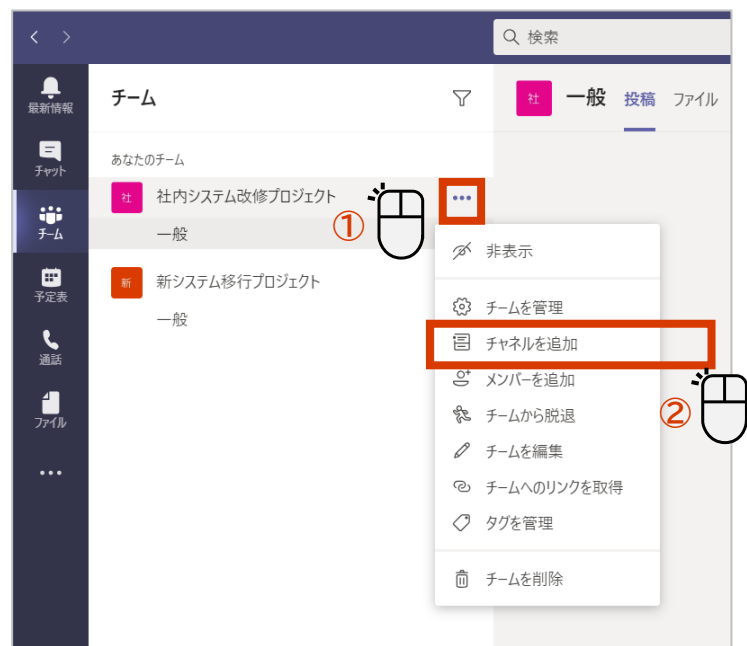 検索
最新情報
チャット
チーム
予定表
通話
ファイル
チーム
あなたのチーム
社 社内システム改修プロジェクト
①
一般
新 新システム移行プロジェクト
一般
社 一般 投稿 ファイル
非表示
チームを管理
チャネルを追加
メンバーを追加
②
チームから脱退
チームを編集
チームへのリンクを取得
タグを管理
チームを削除